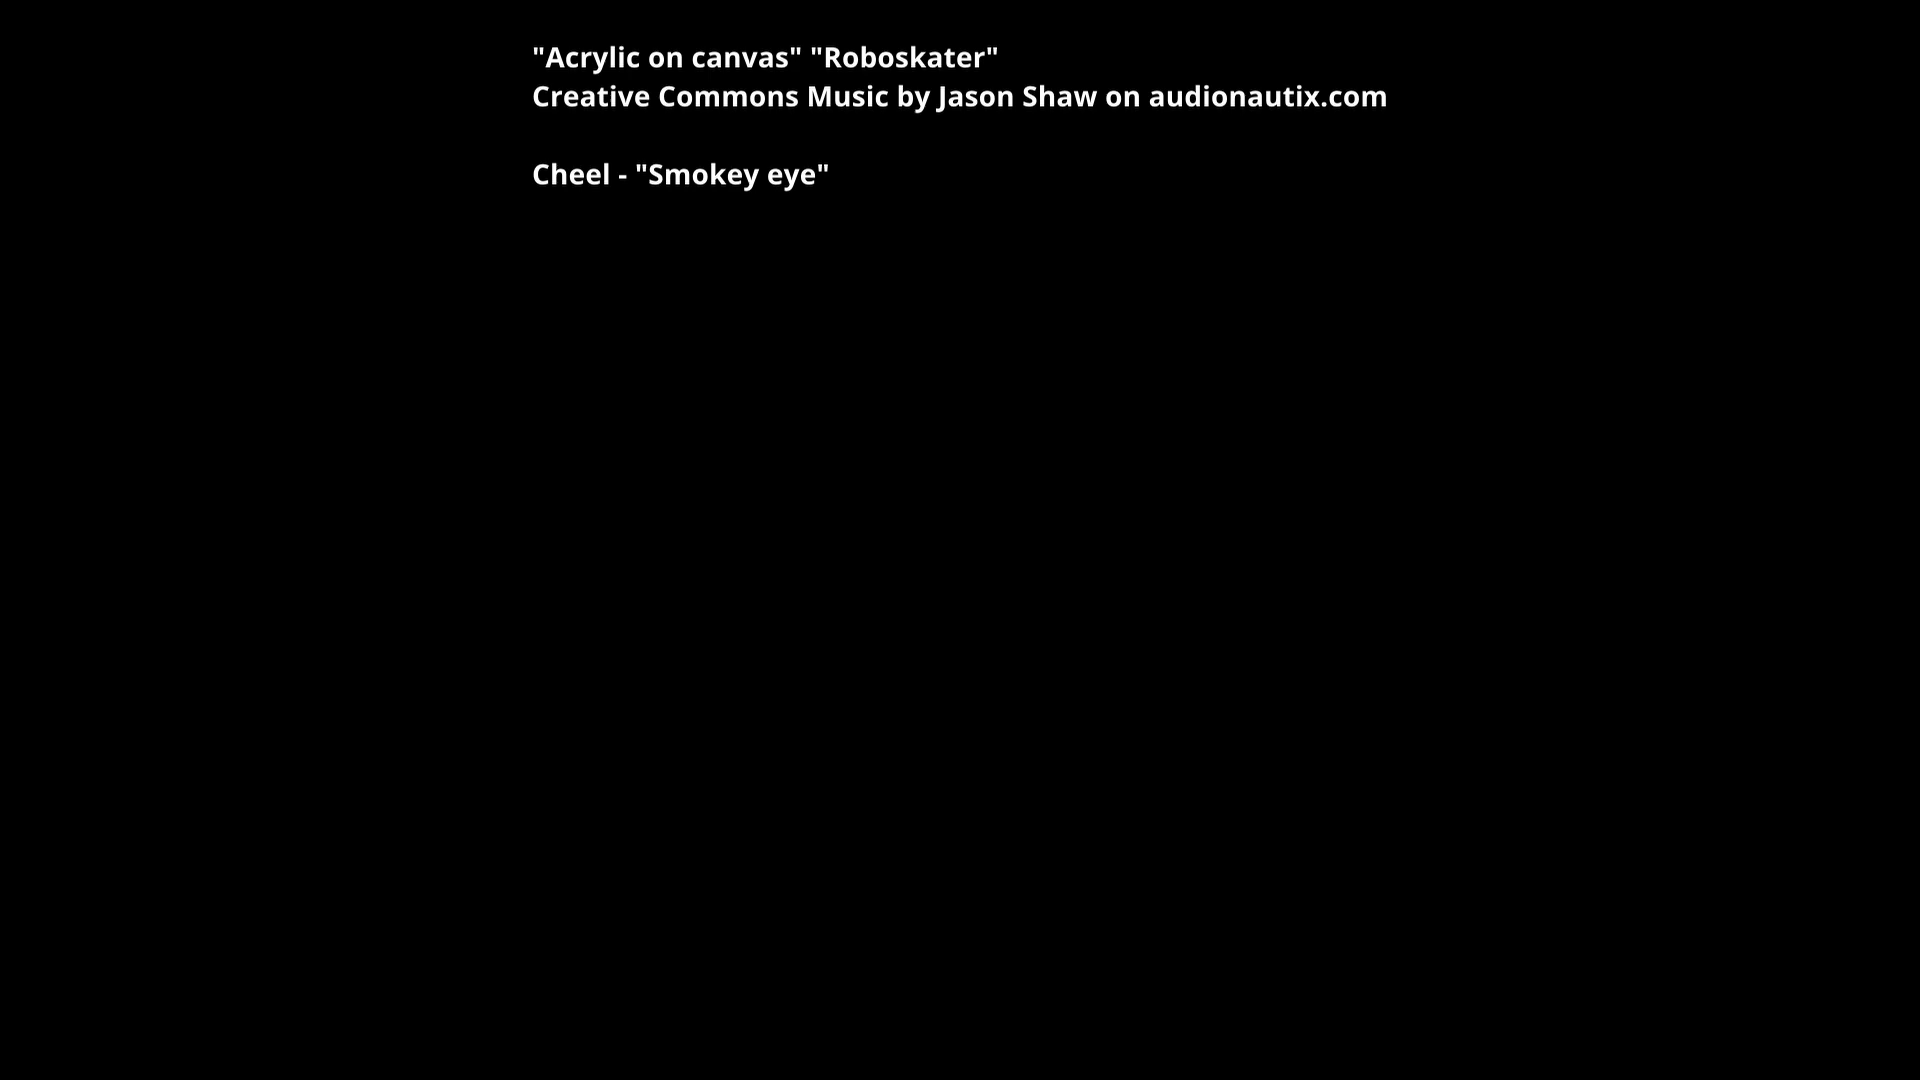 "Acrylic on canvas" "Roboskater"
Creative Commons Music by Jason Shaw on audionautix.com
Cheel - "Smokey eye"